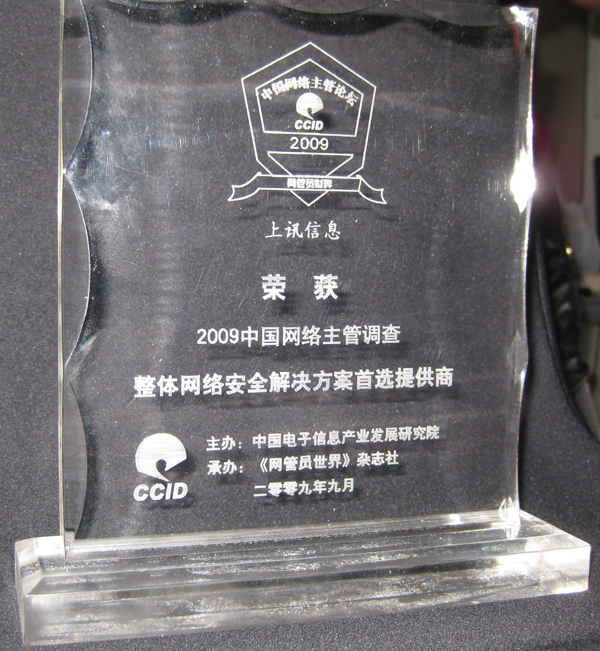 中国网络主管论坛
CCID
2009
网管员世界
上讯信息
荣 获
2009中国网络主管调查
整体网络安全解决方案首选提供商
主办：中国电子信息产业发展研究院
承办：《网管员世界》杂志社
CCID
二零零九年九月